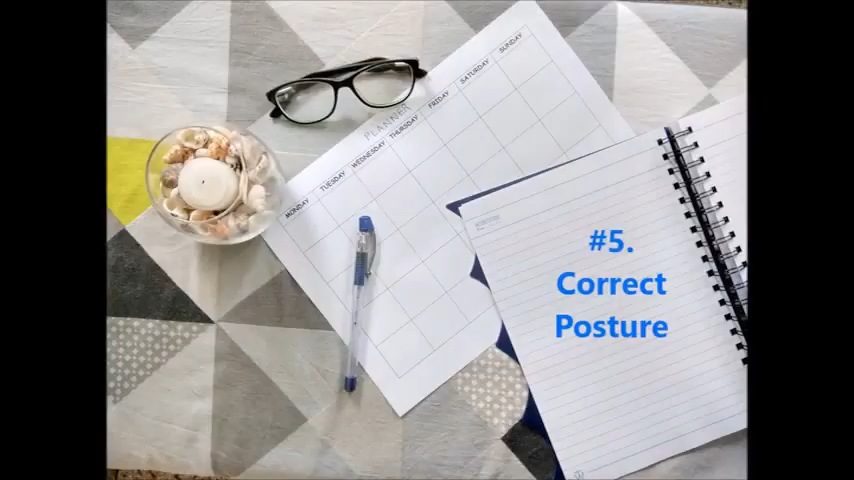 PLANNER
MONDAY TUESDAY WEDNESDAY THURSDAY FRIDAY SATURDAY SUNDAY
#5.
Correct
Posture